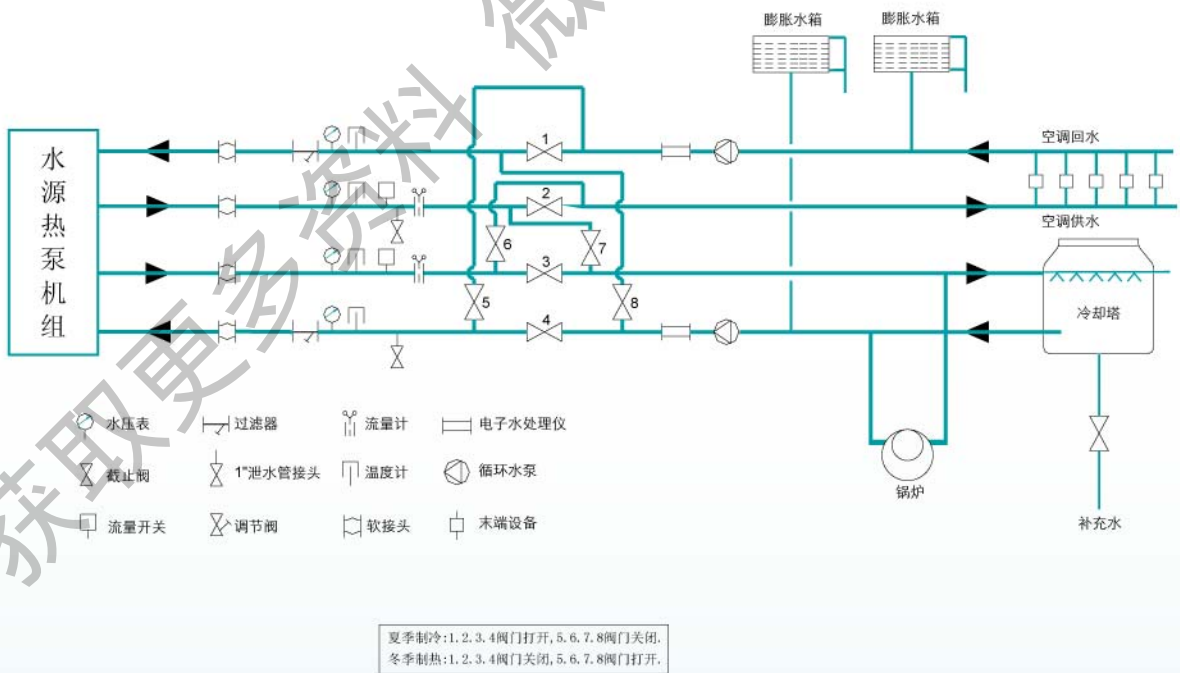 获取更多资料 微
膨胀水箱
膨胀水箱
水源热泵机组
空调回水
1
2
空调供水
6
7
3
5
8
冷却塔
4
锅炉
补充水
水压表
过滤器
流量计
电子水处理仪
截止阀
1"泄水管接头
温度计
循环水泵
流量开关
调节阀
软接头
末端设备
夏季制冷:1.2.3.4阀门打开,5.6.7.8阀门关闭.
冬季制热:1.2.3.4阀门关闭,5.6.7.8阀门打开.